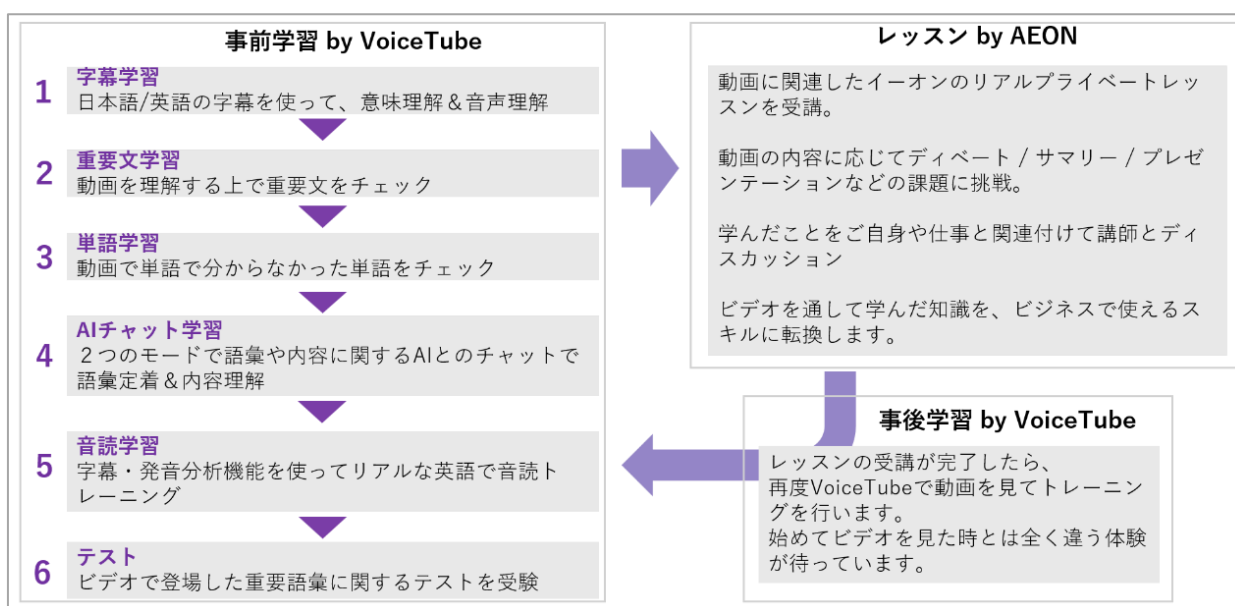 事前学習 by VoiceTube
1
字幕学習
日本語/英語の字幕を使って、意味理解＆音声理解
2
重要文学習
動画を理解する上で重要文をチェック
3
単語学習
動画で単語で分からなかった単語をチェック
4
AIチャット学習
２つのモードで語彙や内容に関するAIとのチャットで
語彙定着＆内容理解
5
音読学習
字幕・発音分析機能を使ってリアルな英語で音読ト
レーニング
6
テスト
ビデオで登場した重要語彙に関するテストを受験
レッスン by AEON
動画に関連したイーオンのリアルプライベートレッ
スンを受講。
動画の内容に応じてディベート / サマリー / プレゼ
ンテーションなどの課題に挑戦。
学んだことをご自身や仕事と関連付けて講師とディ
スカッション
ビデオを通して学んだ知識を、ビジネスで使えるス
キルに転換します。
事後学習 by VoiceTube
レッスンの受講が完了したら、
再度VoiceTubeで動画を見てトレーニン
グを行います。
始めてビデオを見た時とは全く違う体験
が待っています。